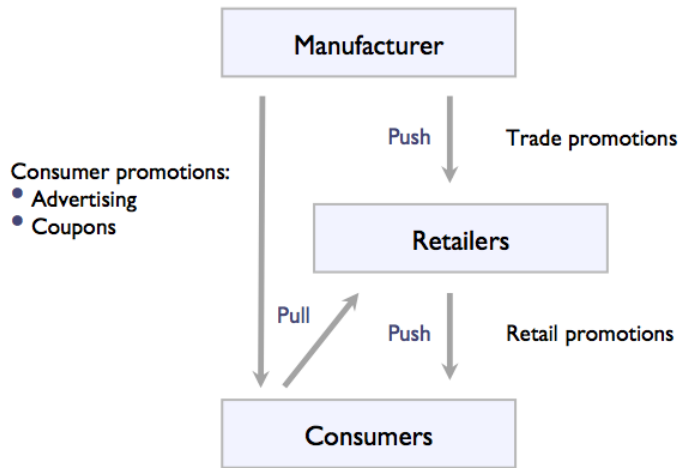 Manufacturer
Push
Trade promotions
Consumer promotions:
• Advertising
• Coupons
Retailers
Pull
Push
Retail promotions
Consumers